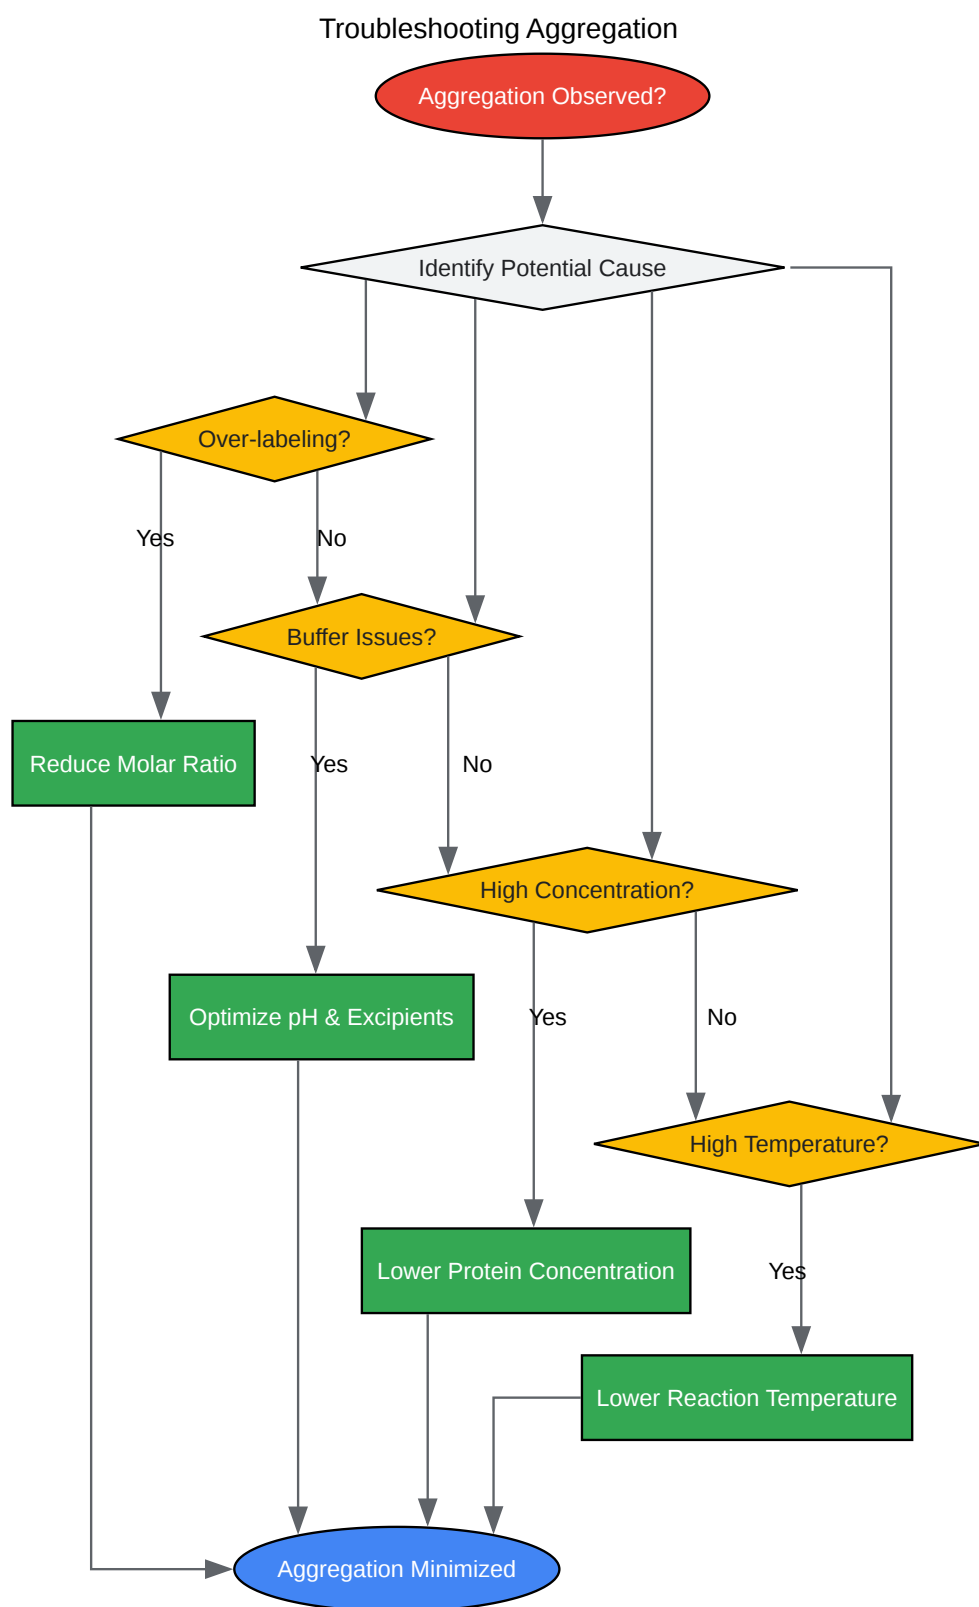 Troubleshooting Aggregation
Aggregation Observed?
Identify Potential Cause
Over-labeling?
Yes
No
Buffer Issues?
Reduce Molar Ratio
Yes
No
High Concentration?
Optimize pH & Excipients
Yes
No
High Temperature?
Lower Protein Concentration
Yes
Lower Reaction Temperature
Aggregation Minimized